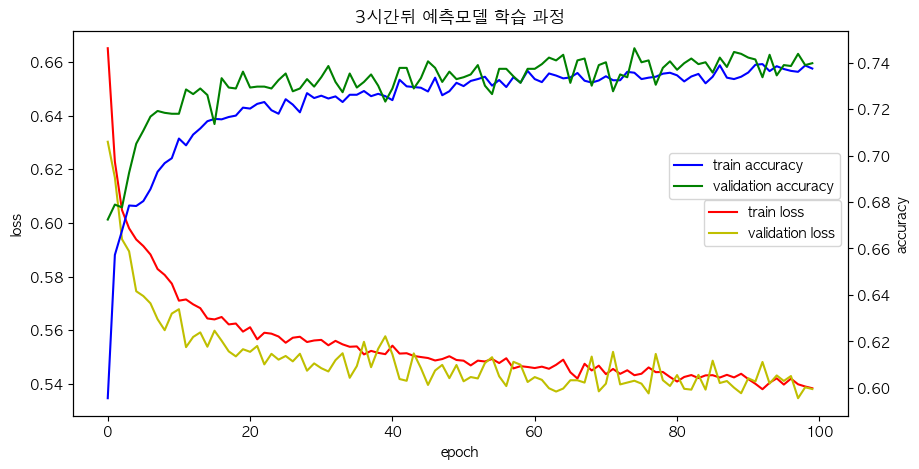 3시간뒤 예측모델 학습 과정
0.66
0.64
0.62
0.60
0.58
0.56
0.54
loss
0.74
0.72
0.70
0.68
0.66
0.64
0.62
0.60
accuracy
train accuracy
validation accuracy
train loss
validation loss
0
20
40
60
80
100
epoch